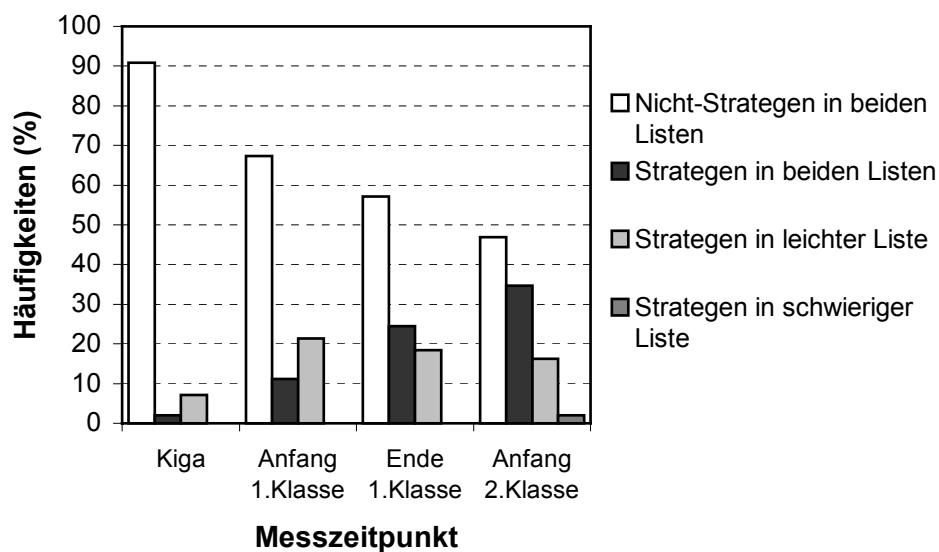 100
90
80
70
60
50
40
30
20
10
0
Häufigkeiten (%)
Kiga
Anfang
1.Klasse
Ende
1.Klasse
Anfang
2.Klasse
Messzeitpunkt
Nicht-Strategen in beiden
Listen
Strategen in beiden Listen
Strategen in leichter Liste
Strategen in schwieriger
Liste